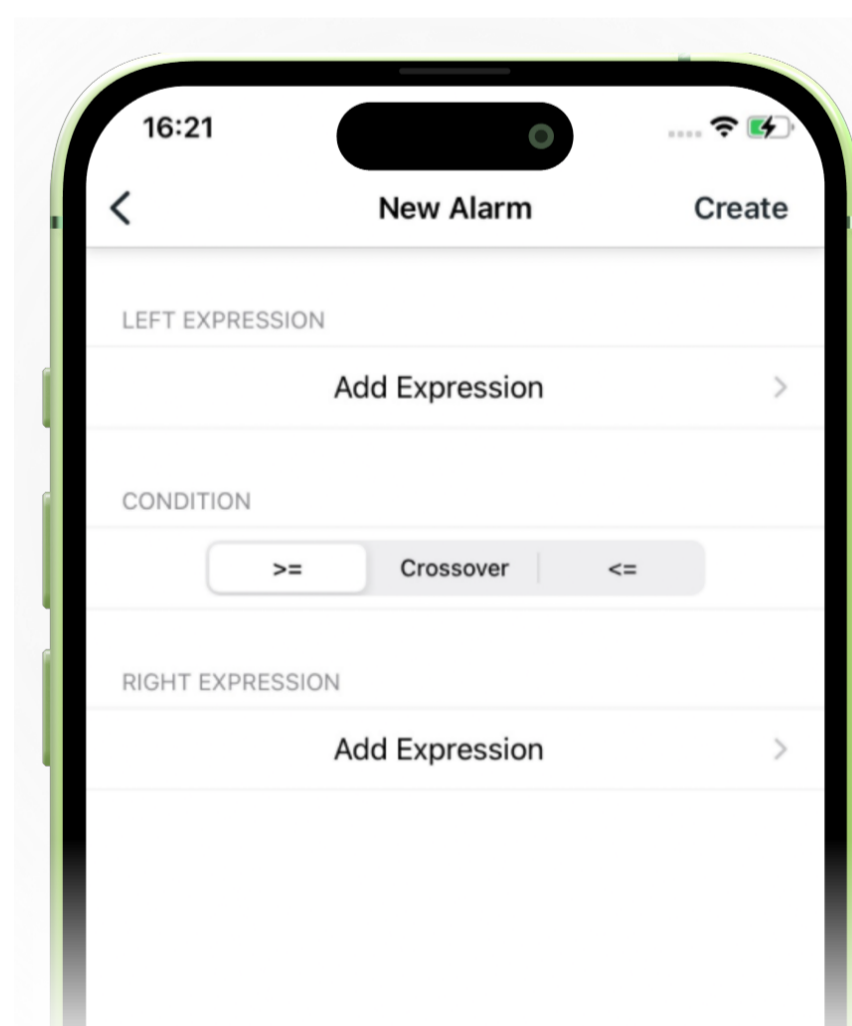 16:21
New Alarm Create
LEFT EXPRESSION
Add Expression
CONDITION
>= Crossover <=
RIGHT EXPRESSION
Add Expression